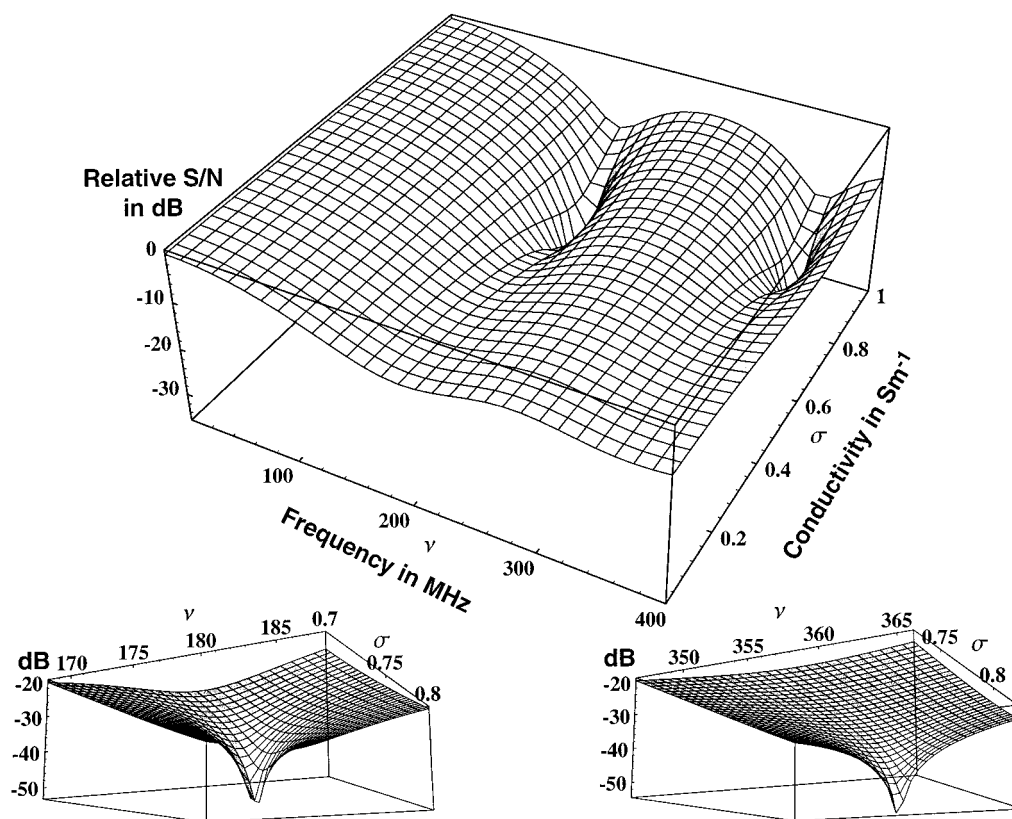 Relative S/N
in dB
0
-10
-20
-30
100
200
300
400
ν
Frequency in MHz
0.2
0.4
0.6
0.8
1
σ
Conductivity in Sm-1
ν
170
175
180
185
0.7
0.75
0.8
σ
dB
-20
-30
-40
-50
ν
350
355
360
365
0.75
0.8
σ
dB
-20
-30
-40
-50